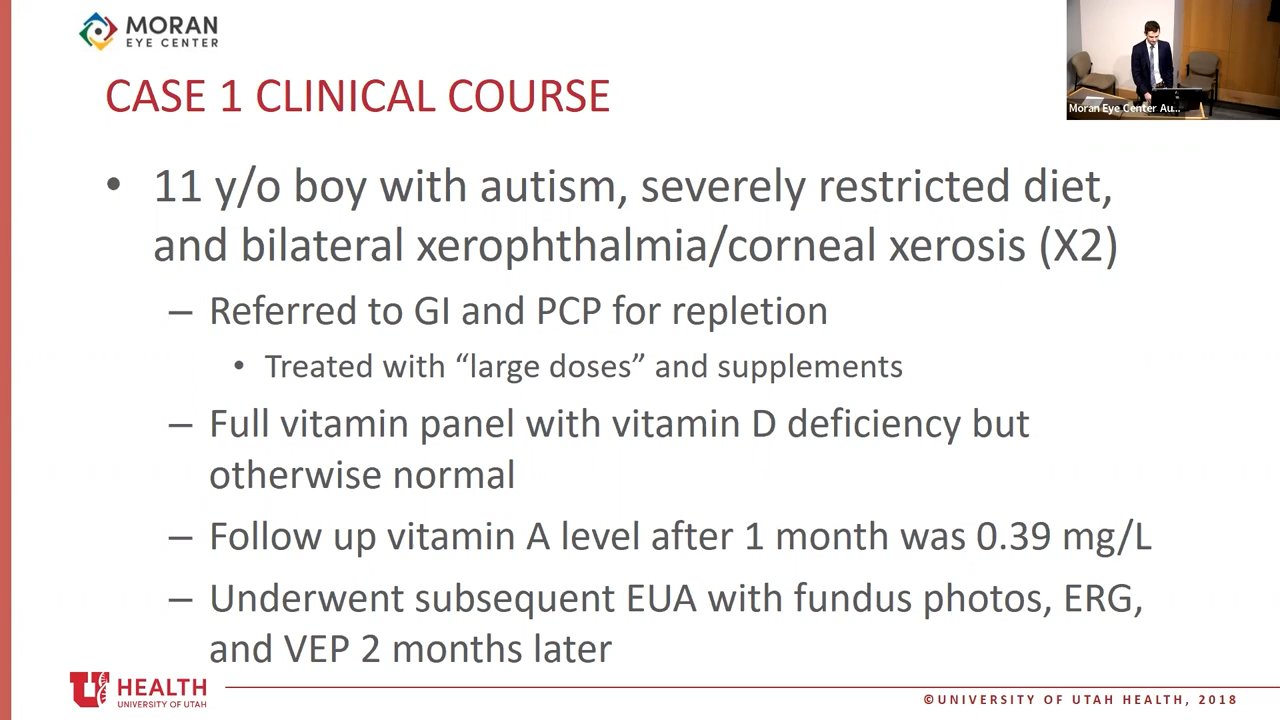 MORAN
EYE CENTER
Moran Eye Center Au...
CASE 1 CLINICAL COURSE
• 11 y/o boy with autism, severely restricted diet,
and bilateral xerophthalmia/corneal xerosis (X2)
– Referred to GI and PCP for repletion
• Treated with “large doses” and supplements
– Full vitamin panel with vitamin D deficiency but
otherwise normal
– Follow up vitamin A level after 1 month was 0.39 mg/L
– Underwent subsequent EUA with fundus photos, ERG,
and VEP 2 months later
U HEALTH
UNIVERSITY OF UTAH
©UNIVERSITY OF UTAH HEALTH, 2018